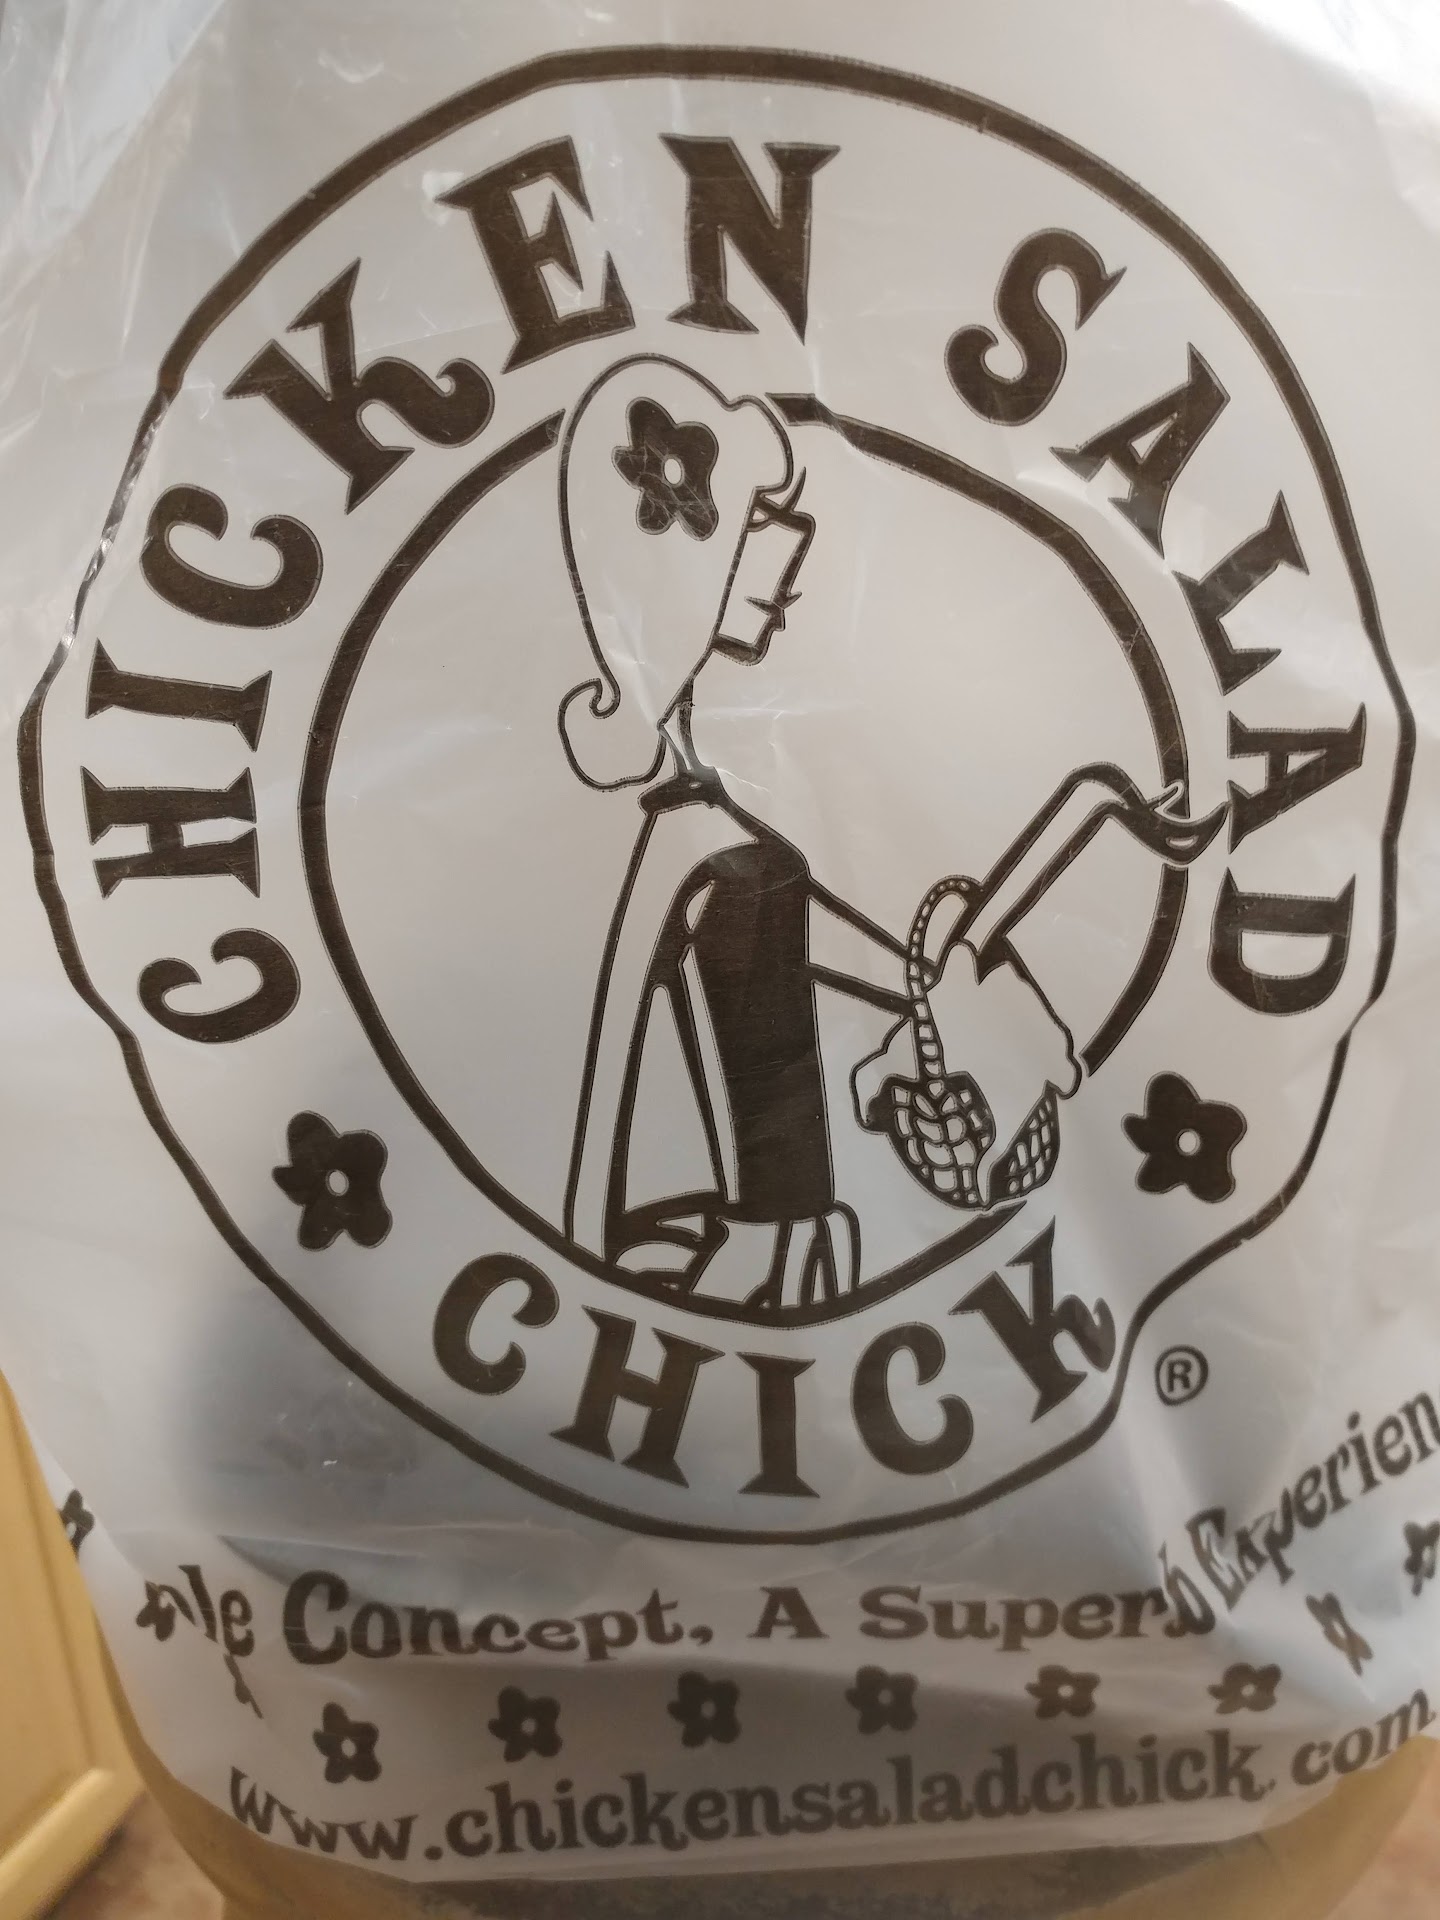 CHICKEN SALAD
CHICK
®
Concept, A Superb
www.chickensaladchick.com